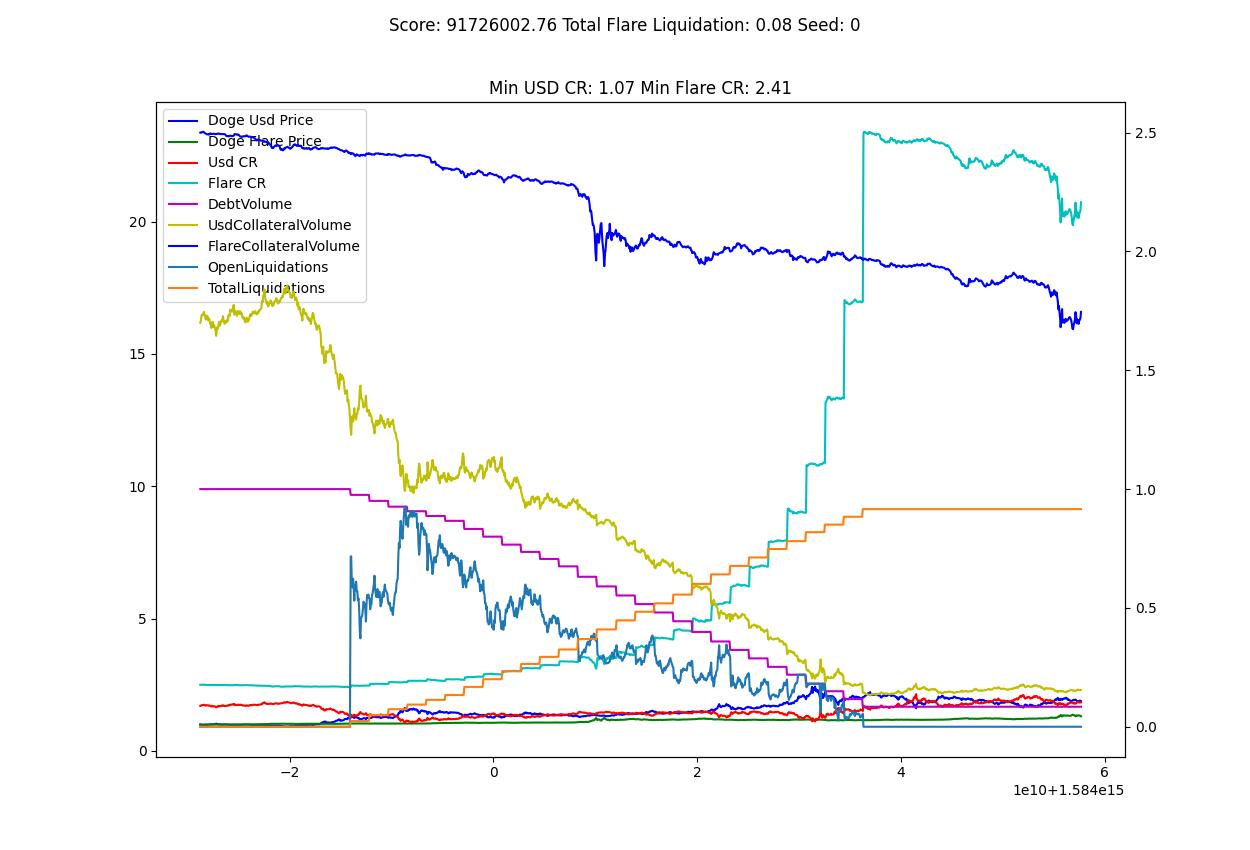 Score: 91726002.76 Total Flare Liquidation: 0.08 Seed: 0
Min USD CR: 1.07 Min Flare CR: 2.41
Doge Usd Price
Doge Flare Price
Usd CR
Flare CR
DebtVolume
UsdCollateralVolume
FlareCollateralVolume
OpenLiquidations
TotalLiquidations
20
15
10
5
0
2.5
2.0
1.5
1.0
0.5
0.0
−2 0 2 4 6
1e10+1.584e15